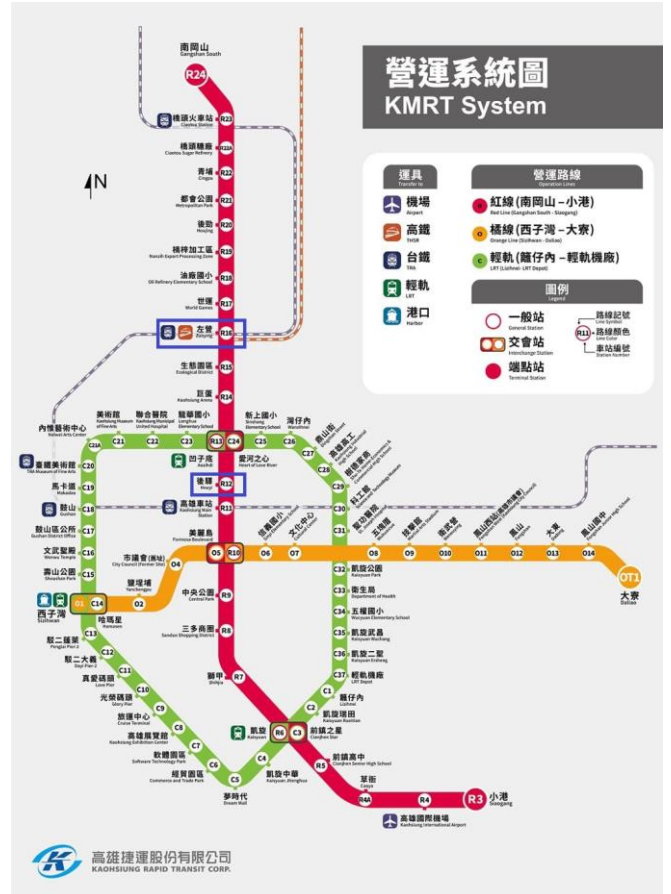 營運系統圖
KMRT System
運具
Transfer to
機場
Airport
高鐵
THSR
台鐵
TRA
輕軌
LRT
港口
Harbor
營運路線
Operation Lines
紅線(南岡山-小港)
Red Line (Gangshan South - Siaogang)
O
橘線(西子灣-大寮)
Orange Line (Sizihwan - Daliao)
C
輕軌(籬仔內-輕軌機廠)
LRT (Lizihnei- LRT Depot)
圖例
Legend
一般站
General Station
交會站
Interchange Station
端點站
Terminal Station
路線記號
Line Symbol
R11
路線顏色
Line Color
車站編號
Station Number
N
南岡山
Gangshan South
R24
橋頭火車站
Ciaotou Station
R23
橋頭糖廠
Ciaotou Sugar Refinery
R22A
青埔
Cingpu
R22
都會公園
Metropolitan Park
R21
後勁
Houjing
R20
楠梓加工區
Nanzih Export Processing Zone
R19
油廠國小
Oil Refinery Elementary School
R18
世運
World Games
R17
左營
Zuoying
R16
生態園區
Ecological District
R15
巨蛋
Kaohsiung Arena
R14
內惟藝術中心
Neiwei Arts Center
C21A
美術館
Kaohsiung Museum of Fine Arts
C21
聯合醫院
Kaohsiung Municipal United Hospital
C22
龍華國小
Longhua Elementary School
C23
R13 C24
凹子底
Aozihdi
愛河之心
Heart of Love River
新上國小
Sinshang Elementary School
C25
灣仔內
Wanzihnei
C26
鼎山街
Dingshan Street
C27
高雄高工
C28
樹德家商
C29
科工館
C30
聖功醫院
C31
凱旋公園
Kaisyuan Park
C32
衛生局
Department of Health
C33
五權國小
Wucyuan Elementary School
C34
凱旋武昌
Kaisyuan Wuchang
C35
凱旋二聖
Kaisyuan Ersheng
C36
輕軌機廠
LRT Depot
C37
籬仔內
Lizihnei
C1
凱旋瑞田
Kaisyuan Rueitian
C2
臺鐵美術館
TRA Museum of Fine Arts
C20
馬卡道
Makadao
C19
鼓山
Gushan
C18
鼓山區公所
Gushan District Office
C17
文武聖殿
Wenwu Temple
C16
壽山公園
Shoushan Park
C15
後驛
Houyi
R12
高雄車站
Kaohsiung Main Station
R11
美麗島
Formosa Boulevard
O5 R10
信義國小
O6
文化中心
O7
五塊厝
O8
技擊館
O9
衛武營
O10
鳳山西站(高雄市議會)
O11
鳳山
O12
大東
O13
鳳山國中
O14
OT1
大寮
Daliao
市議會(舊址)
City Council (Former Site)
O4
鹽埕埔
Yanchengpu
O2
O1 C14
西子灣
Sizihwan
哈瑪星
Hamasen
駁二蓬萊
Penglai Pier-2
C13
駁二大義
Dayi Pier-2
C12
真愛碼頭
Love Pier
C11
光榮碼頭
Glory Pier
C10
旅運中心
Cruise Terminal
C9
高雄展覽館
Kaohsiung Exhibition Center
C8
軟體園區
Software Technology Park
C7
經貿園區
Commerce and Trade Park
C6
夢時代
Dream Mall
C5
凱旋中華
Kaisyuan Jhonghua
C4
中央公園
Central Park
R9
三多商圈
Sanduo Shopping District
R8
獅甲
Shihjia
R7
凱旋
Kaisyuan
R6 C3
前鎮之星
Cianjhen Star
前鎮高中
Cianjhen Senior High School
R5
草衙
Caoya
R4A
R4
高雄國際機場
Kaohsiung International Airport
R3
小港
Siaogang
高雄捷運股份有限公司
KAOHSIUNG RAPID TRANSIT CORP.